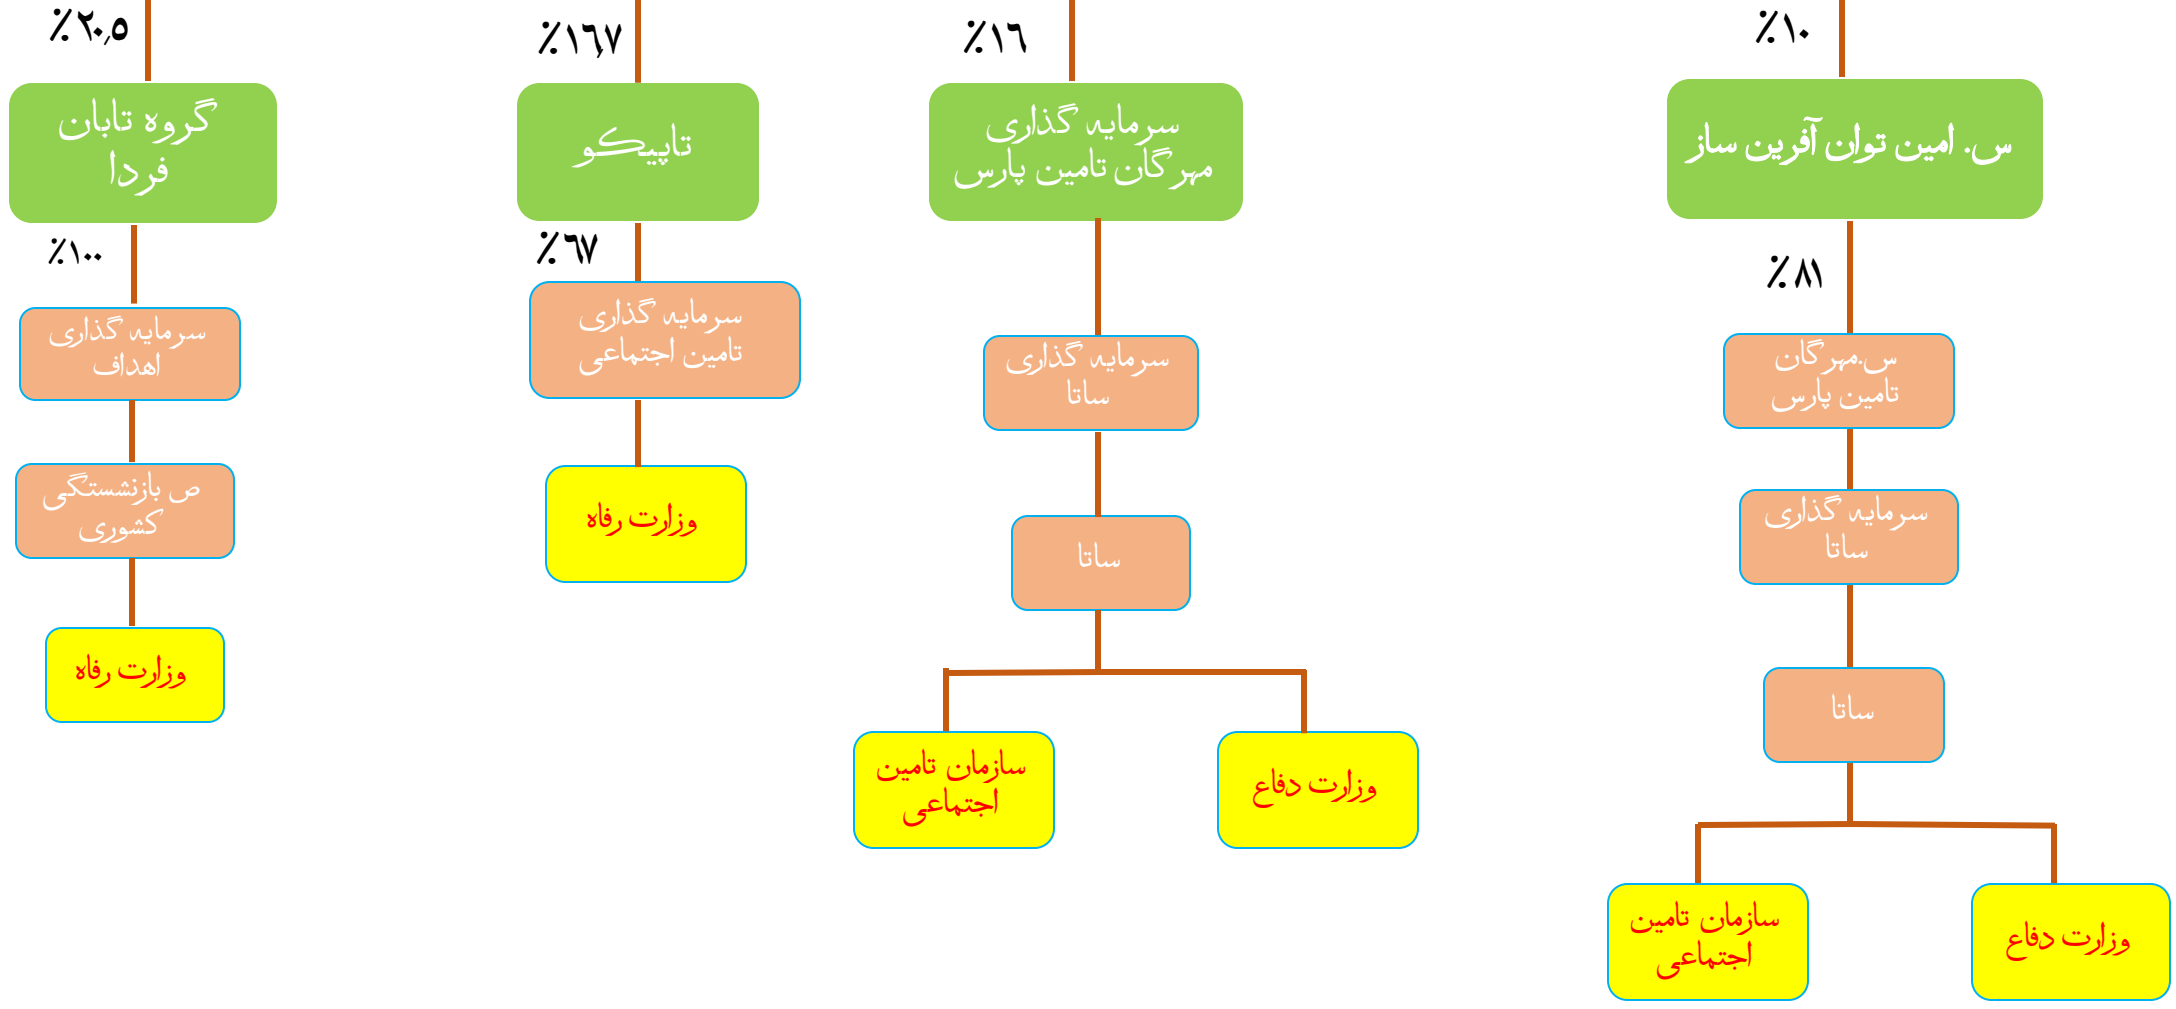 ٪۱۰
س. امین توان آفرین ساز
٪۸۱
س.مهرگان
تامین پارس
سرمایه گذاری
ساتا
ساتا
وزارت دفاع
سازمان تامین
اجتماعی
٪۱۶
سرمایه گذاری
مهرگان تامین پارس
سرمایه گذاری
ساتا
ساتا
وزارت دفاع
سازمان تامین
اجتماعی
٪۱۶٫۷
تاپیکو
٪۶۷
سرمایه گذاری
تامین اجتماعی
وزارت رفاه
٪۲۰٫۵
گروه تابان
فردا
٪۱۰۰
سرمایه گذاری
اهداف
ص بازنشستگی
کشوری
وزارت رفاه